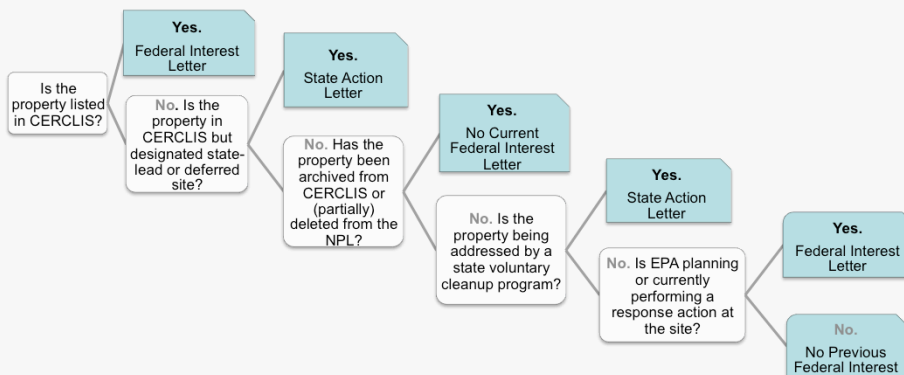 Is the
property listed
in CERCLIS?
Yes.
Federal Interest
Letter
No. Is the
property in
CERCLIS but
designated state-
lead or deferred
site?
Yes.
State Action
Letter
No. Has the
property been
archived from
CERCLIS or
(partially)
deleted from the
NPL?
Yes.
No Current
Federal Interest
Letter
No. Is the
property being
addressed by a
state voluntary
cleanup program?
Yes.
State Action
Letter
No. Is EPA planning
or currently
performing a
response action at
the site?
Yes.
Federal Interest
Letter
No.
No Previous
Federal Interest